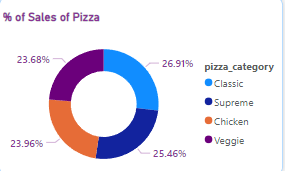 % of Sales of Pizza
23.68%
26.91%
pizza_category
Classic
Supreme
Chicken
Veggie
23.96%
25.46%